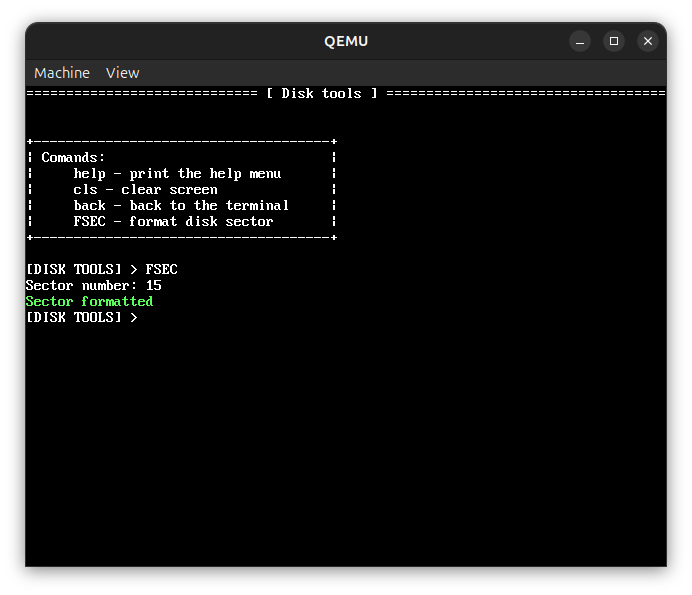 QEMU
Machine View
============================= [ Disk tools ] ===================================
+-------------------------------------+
¦ Comands: ¦
¦ help - print the help menu ¦
¦ cls - clear screen ¦
¦ back - back to the terminal ¦
¦ FSEC - format disk sector ¦
+-------------------------------------+
[DISK TOOLS] > FSEC
Sector number: 15
Sector formatted
[DISK TOOLS] >